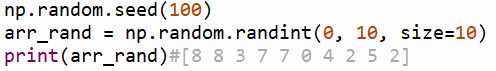 np.random.seed(100)
arr_rand = np.random.randint(0, 10, size=10)
print(arr_rand)#[8 8 3 7 7 0 4 2 5 2]